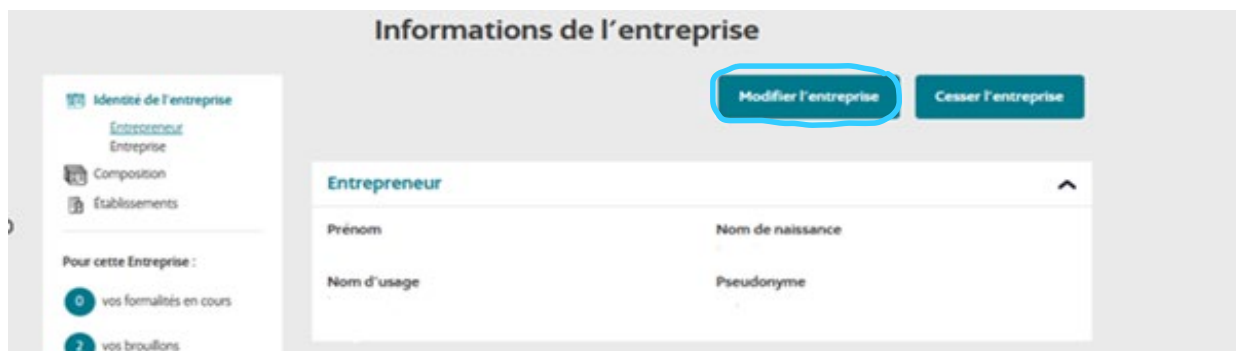 Informations de l'entreprise
Identité de l'entreprise
Entrepreneur
Entreprise
Composition
Établissements
Pour cette Entreprise :
0 vos formalités en cours
2 vos brouillons
Modifier l'entreprise
Cesser l'entreprise
Entrepreneur
Prénom
Nom de naissance
Nom d'usage
Pseudonyme